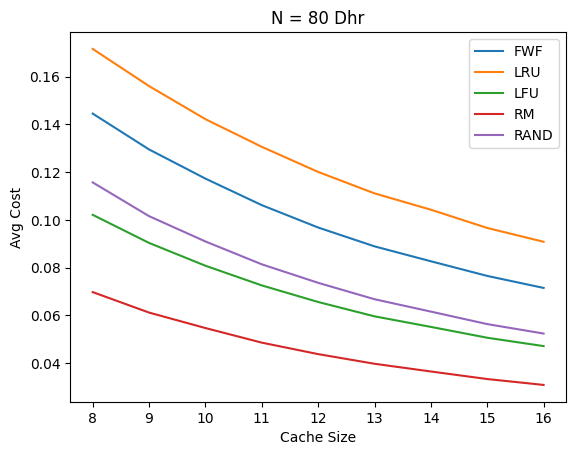 N = 80 Dhr
FWF
LRU
LFU
RM
RAND
0.16
0.14
0.12
0.10
0.08
0.06
0.04
Avg Cost
8 9 10 11 12 13 14 15 16
Cache Size